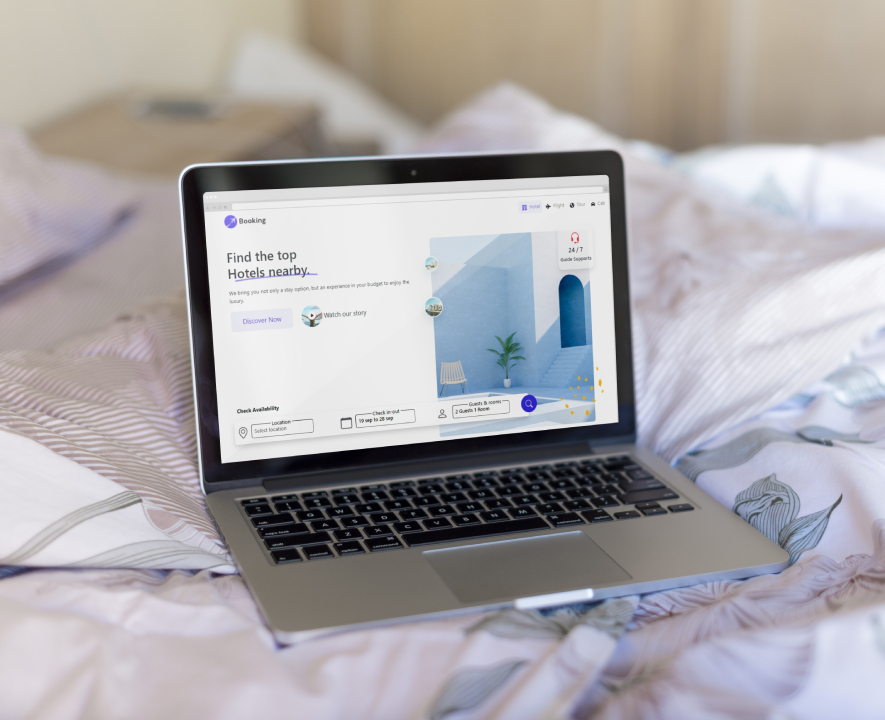 Booking
Hotel Flight Tour Cab
Find the top
Hotels nearby.
We bring you not only a stay option, but an experience in your budget to enjoy the
luxury.
Discover Now
Watch our story
24 / 7
Guide Supports
Check Availability
Location
Select location
Check in-out
19 sep to 28 sep
Guests & rooms
2 Guests 1 Room